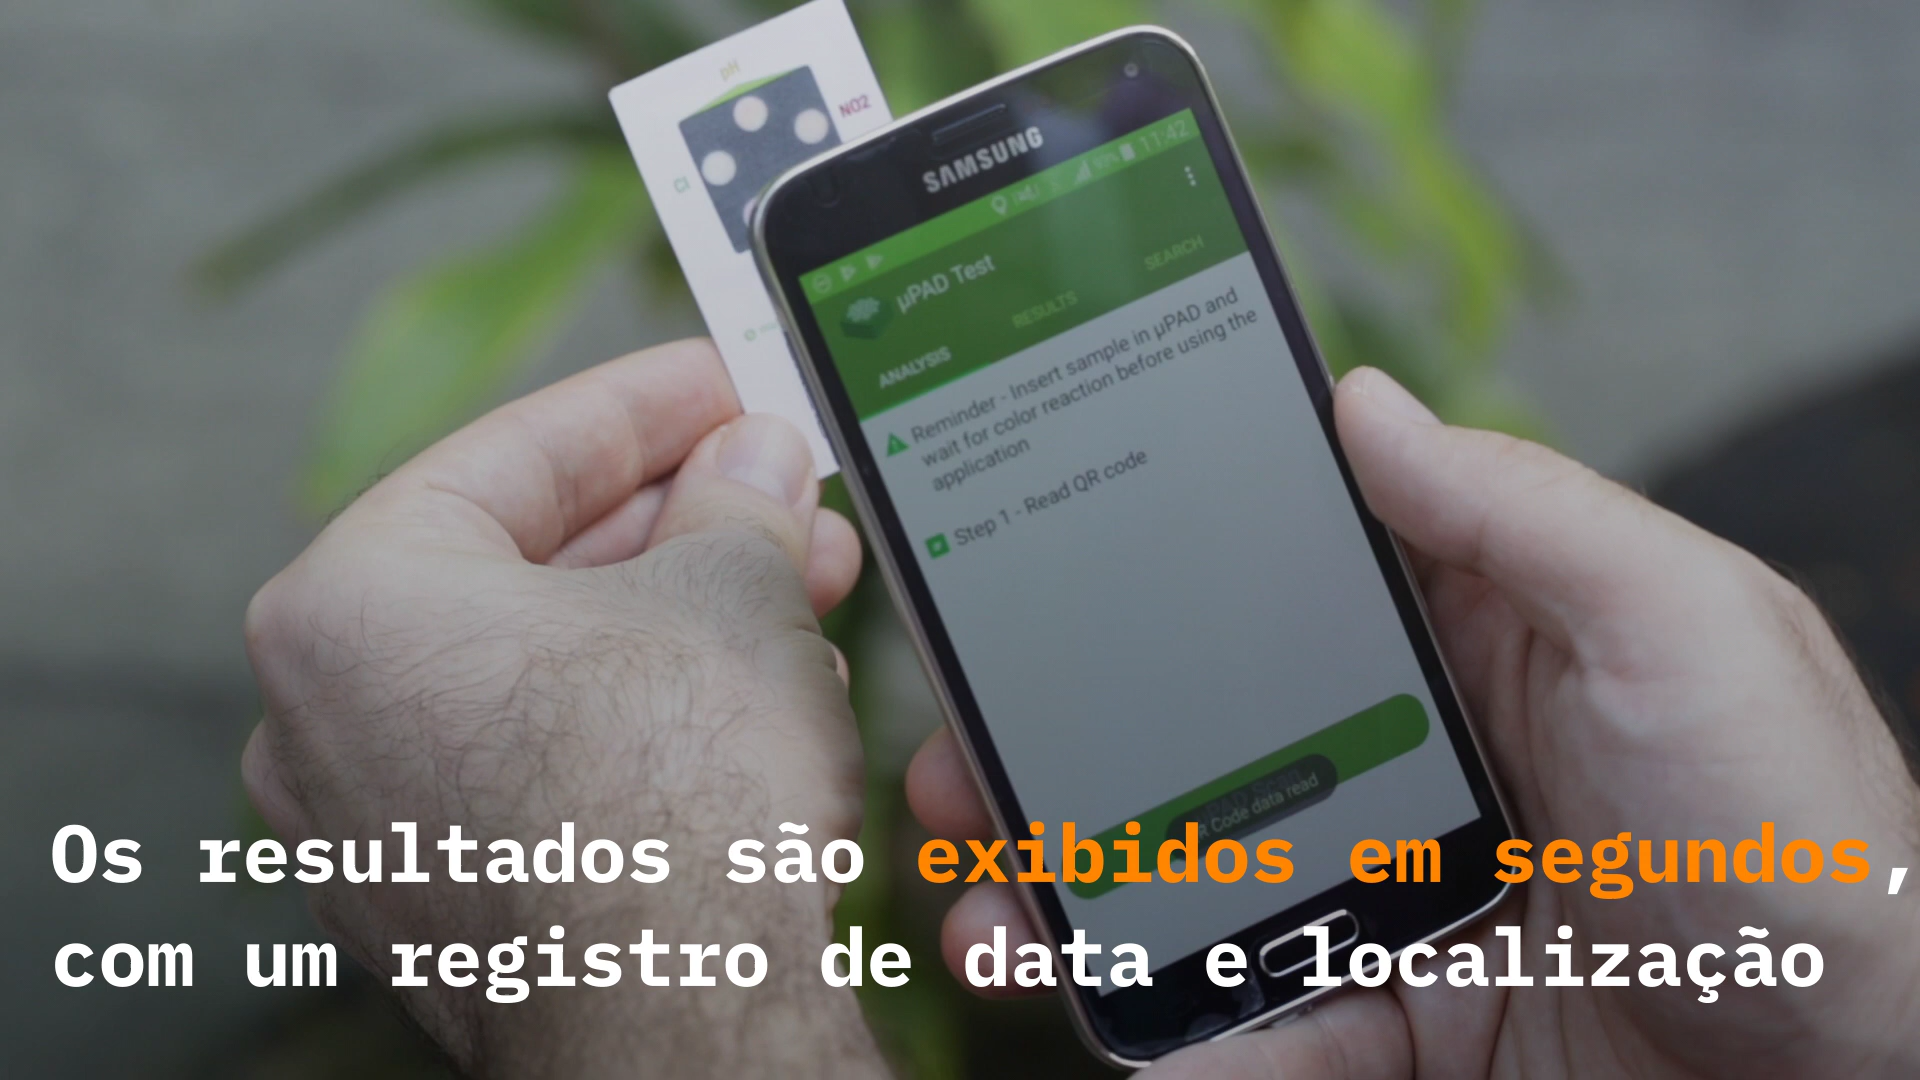 pH
NO2
Cl
SAMSUNG
11:42
µPAD Test
ANALYSIS
RESULTS
SEARCH
Reminder - Insert sample in µPAD and
wait for color reaction before using the
application
Step 1 - Read QR code
R Code data read
Os resultados são exibidos em segundos,
com um registro de data e localização